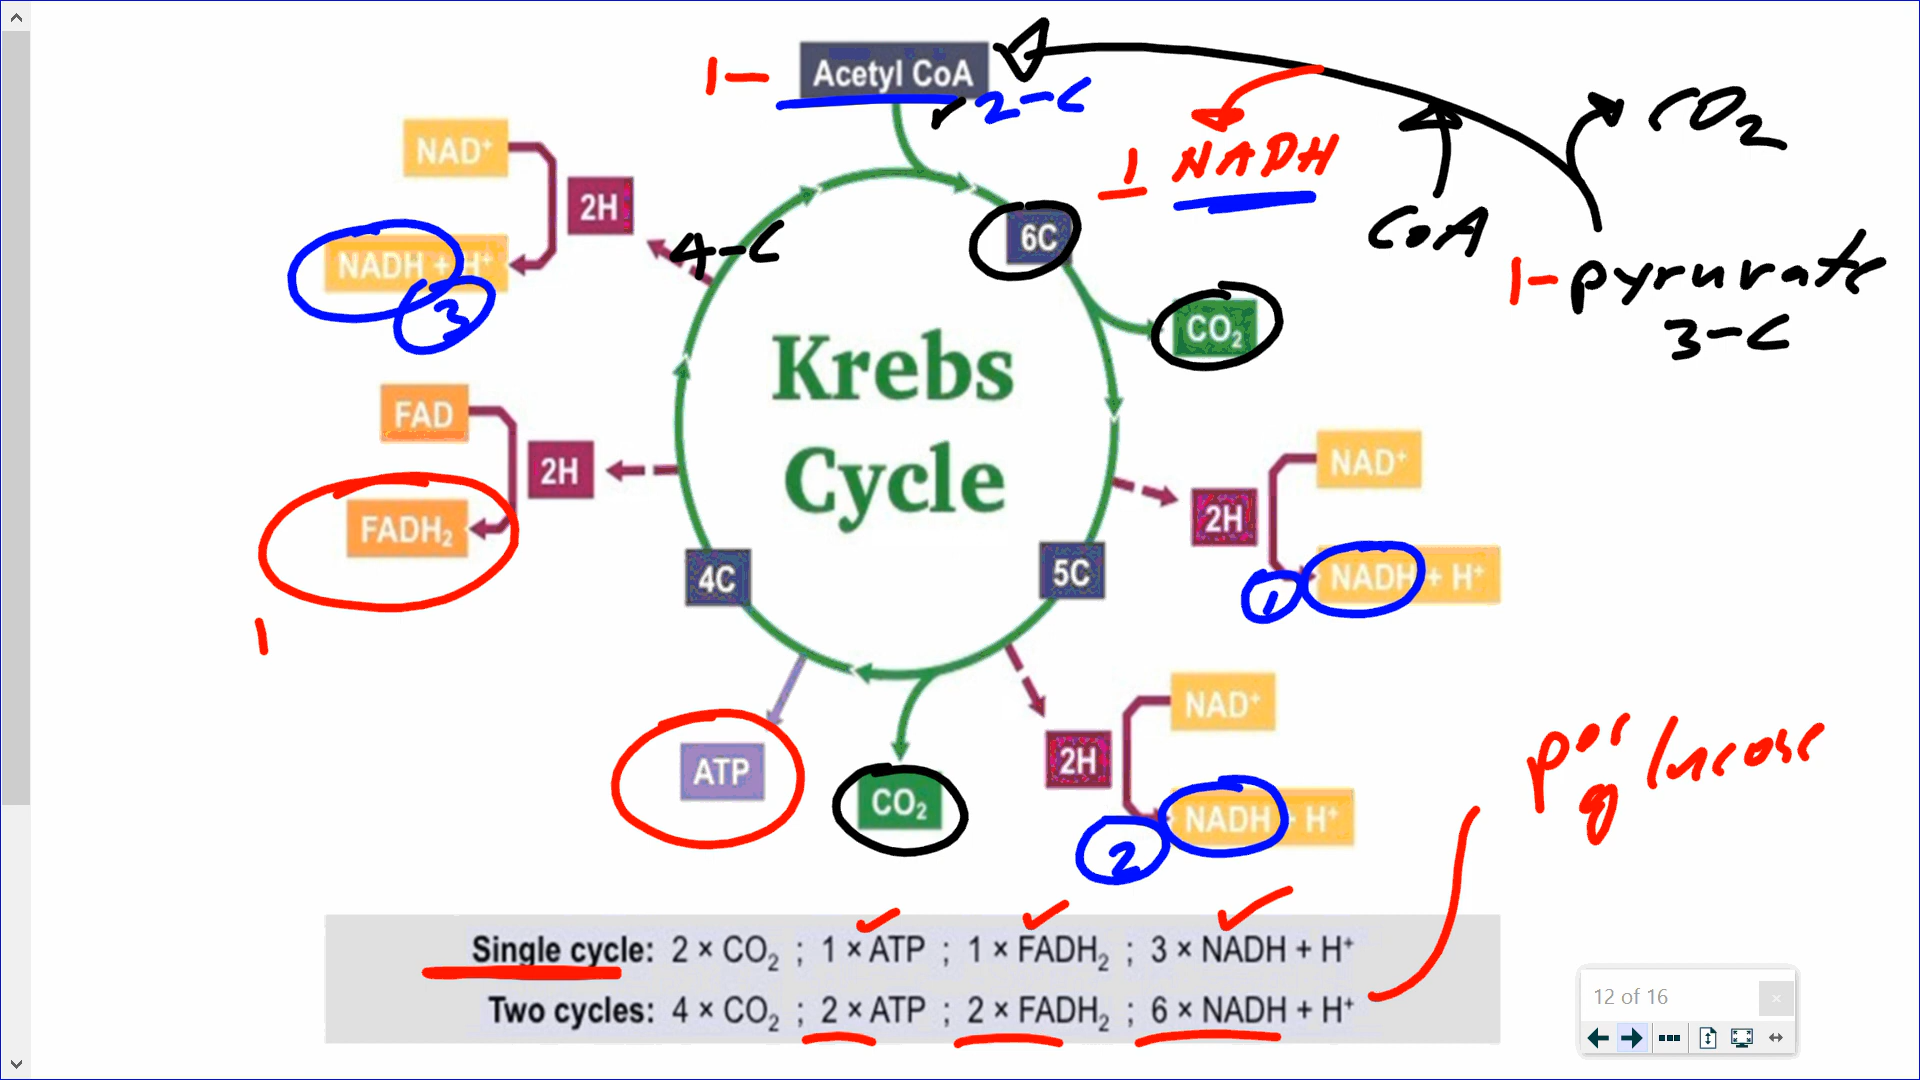 1- Acetyl CoA
2-C
CO₂
NAD⁺
1 NADH
2H
4-C
6C
CoA
NADH + H⁺
3
1- pyruvate
3-C
CO₂
Krebs
Cycle
FAD
2H
FADH₂
1
NAD⁺
2H
1
NADH + H⁺
4C
5C
NAD⁺
2H
2
NADH + H⁺
ATP
CO₂
per
glucose
Single cycle: 2 × CO₂ ; 1 × ATP ; 1 × FADH₂ ; 3 × NADH + H⁺
Two cycles: 4 × CO₂ ; 2 × ATP ; 2 × FADH₂ ; 6 × NADH + H⁺
12 of 16